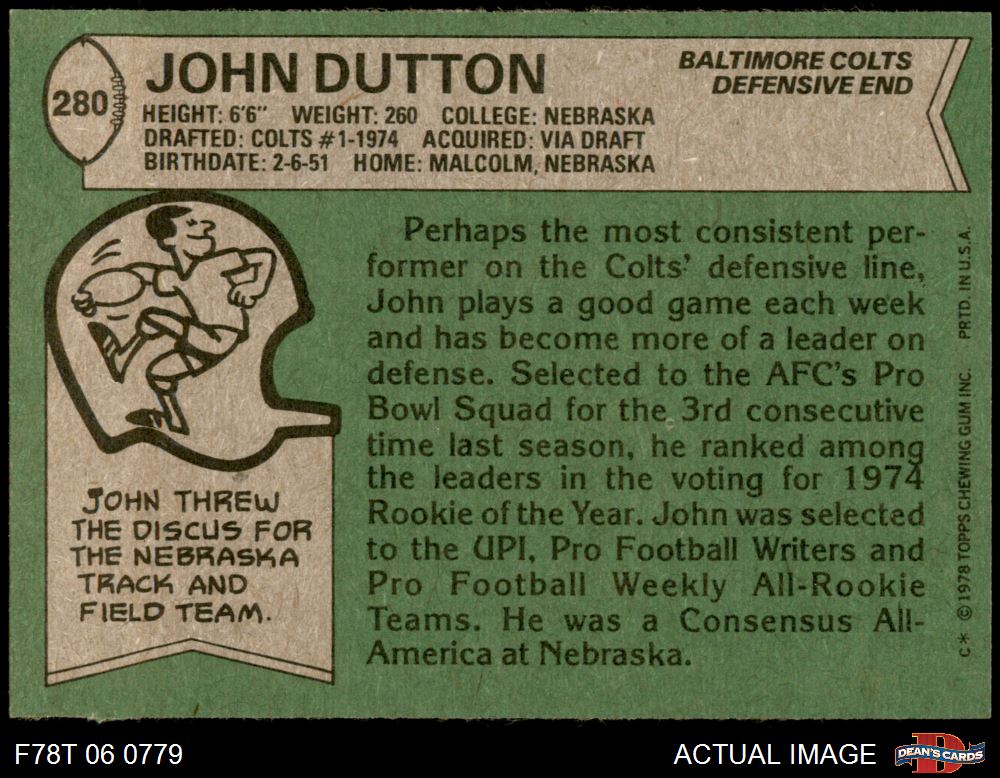 280
JOHN DUTTON
BALTIMORE COLTS
DEFENSIVE END
HEIGHT: 6'6" WEIGHT: 260 COLLEGE: NEBRASKA
DRAFTED: COLTS #1-1974 ACQUIRED: VIA DRAFT
BIRTHDATE: 2-6-51 HOME: MALCOLM, NEBRASKA
Perhaps the most consistent per-
former on the Colts' defensive line,
John plays a good game each week
and has become more of a leader on
defense. Selected to the AFC's Pro
Bowl Squad for the 3rd consecutive
time last season, he ranked among
the leaders in the voting for 1974
Rookie of the Year. John was selected
to the UPI, Pro Football Writers and
Pro Football Weekly All-Rookie
Teams. He was a Consensus All-
America at Nebraska.
JOHN THREW
THE DISCUS FOR
THE NEBRASKA
TRACK AND
FIELD TEAM.
C* © 1978 TOPPS CHEWING GUM INC. PRTD. IN U.S.A.
F78T 06 0779
ACTUAL IMAGE
DEAN'S CARDS